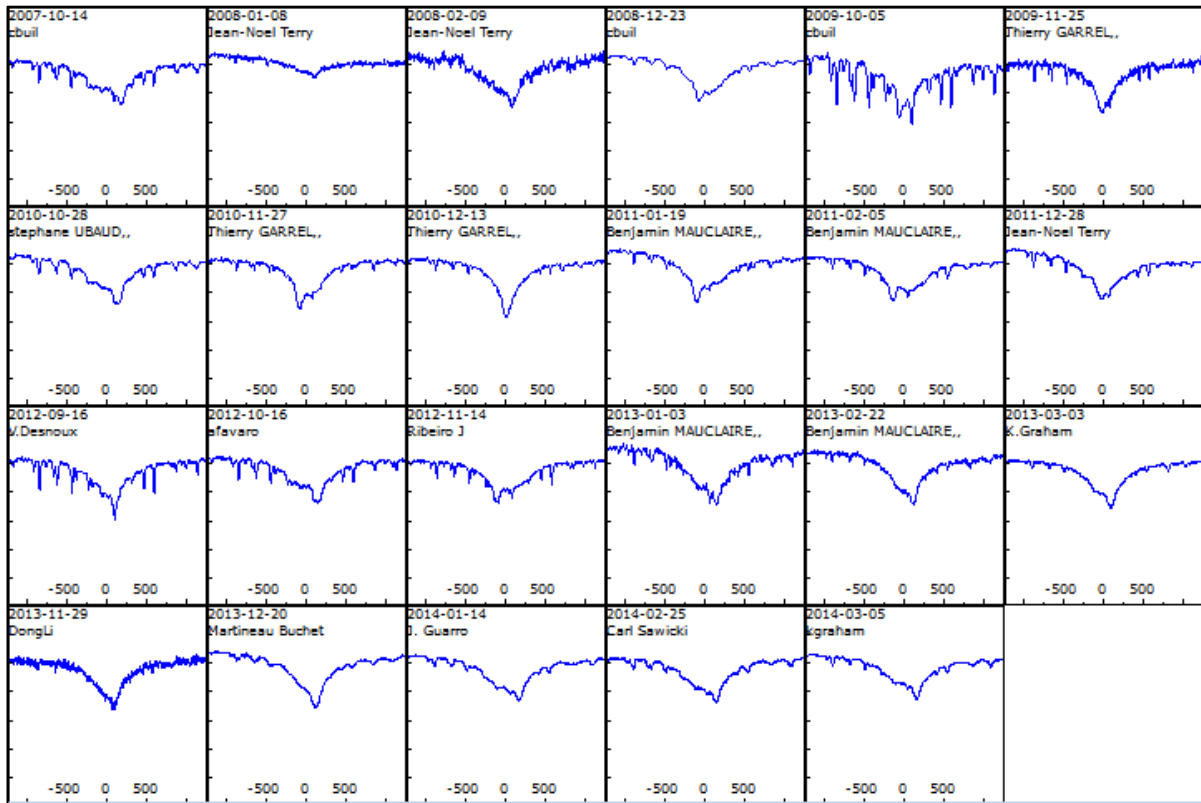 2007-10-14
cbuil
-500 0 500
2008-01-08
Jean-Noel Terry
-500 0 500
2008-02-09
Jean-Noel Terry
-500 0 500
2008-12-23
cbuil
-500 0 500
2009-10-05
cbuil
-500 0 500
2009-11-25
Thierry GARREL,,
-500 0 500
2010-10-28
stephane UBAUD,,
-500 0 500
2010-11-27
Thierry GARREL,,
-500 0 500
2010-12-13
Thierry GARREL,,
-500 0 500
2011-01-19
Benjamin MAUCLAIRE,,
-500 0 500
2011-02-05
Benjamin MAUCLAIRE,,
-500 0 500
2011-12-28
Jean-Noel Terry
-500 0 500
2012-09-16
V.Desnoux
-500 0 500
2012-10-16
afavaro
-500 0 500
2012-11-14
Ribeiro J
-500 0 500
2013-01-03
Benjamin MAUCLAIRE,,
-500 0 500
2013-02-22
Benjamin MAUCLAIRE,,
-500 0 500
2013-03-03
K.Graham
-500 0 500
2013-11-29
DongLi
-500 0 500
2013-12-20
Martineau Buchet
-500 0 500
2014-01-14
J. Guarro
-500 0 500
2014-02-25
Carl Sawicki
-500 0 500
2014-03-05
kgraham
-500 0 500